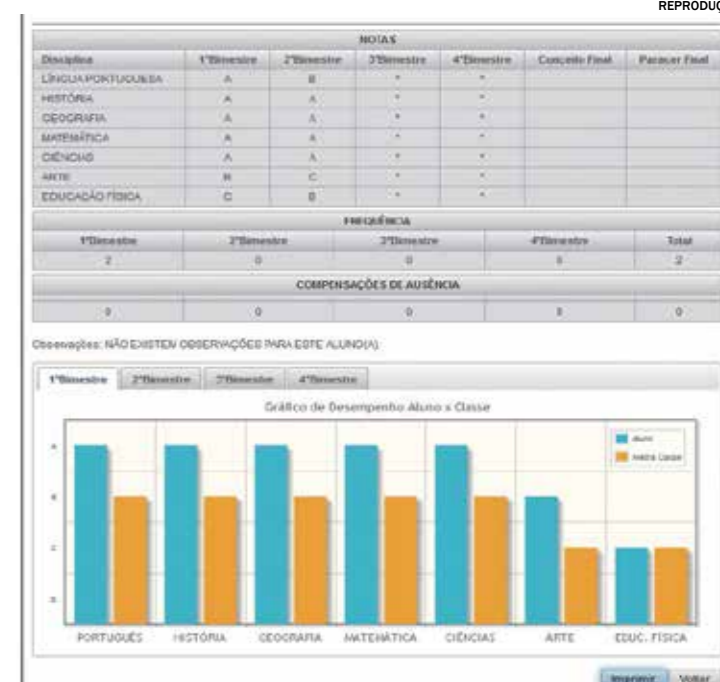 REPRODUÇ
NOTAS
Disciplina 1ºBimestre 2ºBimestre 3ºBimestre 4ºBimestre Conceito Final Parecer Final
LÍNGUA PORTUGUESA A B * *
HISTÓRIA A A * *
GEOGRAFIA A A * *
MATEMÁTICA A A * *
CIÊNCIAS A A * *
ARTE B C * *
EDUCAÇÃO FÍSICA C B * *
FREQUÊNCIA
1ºBimestre 2ºBimestre 3ºBimestre 4ºBimestre Total
2 0 0 0 2
COMPENSAÇÕES DE AUSÊNCIA
0 0 0 0 0
Observações: NÃO EXISTEM OBSERVAÇÕES PARA ESTE ALUNO(A)
1ºBimestre 2ºBimestre 3ºBimestre 4ºBimestre
Gráfico de Desempenho Aluno x Classe
Aluno
Média Classe
A
B
C
PORTUGUÊS HISTÓRIA GEOGRAFIA MATEMÁTICA CIÊNCIAS ARTE EDUC. FÍSICA
Imprimir Voltar